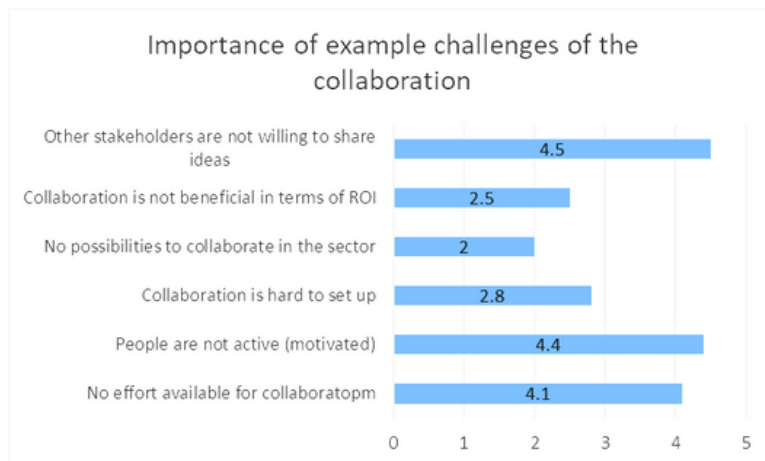 Importance of example challenges of the
collaboration
Other stakeholders are not willing to share
ideas
4.5
Collaboration is not beneficial in terms of ROI
2.5
No possibilities to collaborate in the sector
2
Collaboration is hard to set up
2.8
People are not active (motivated)
4.4
No effort available for collaboratopm
4.1
0 1 2 3 4 5